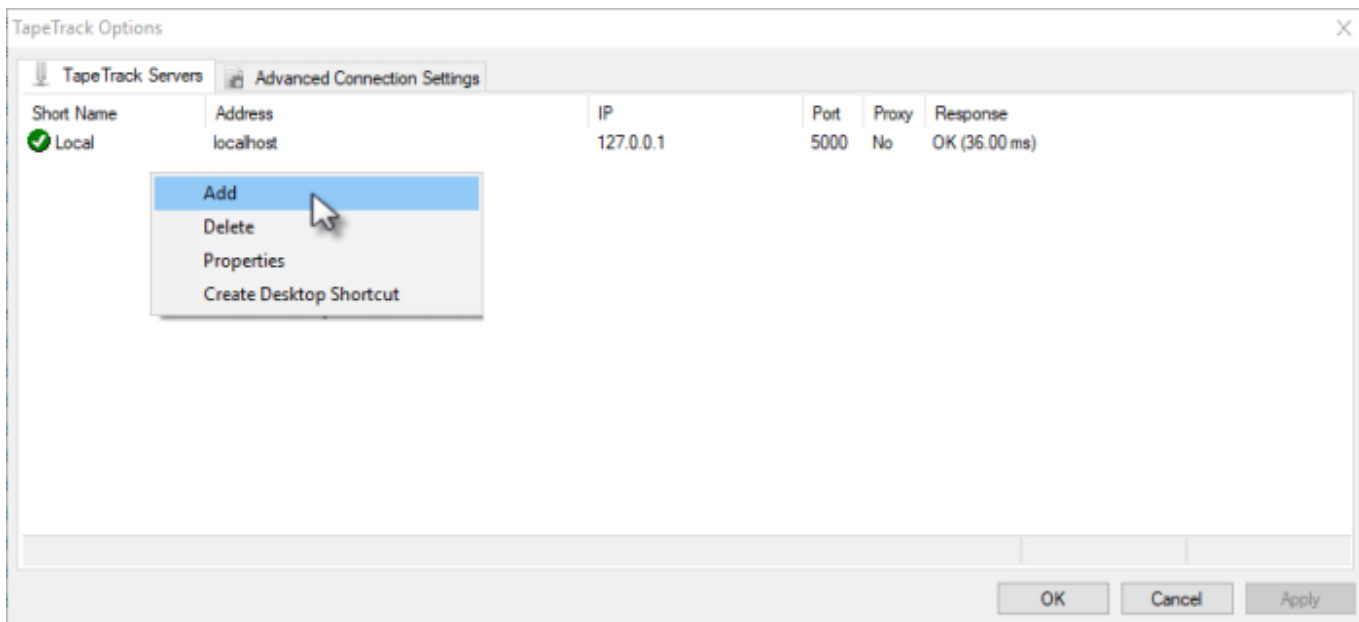 TapeTrack Options
TapeTrack Servers Advanced Connection Settings
Short Name Address IP Port Proxy Response
Local localhost 127.0.0.1 5000 No OK (36.00 ms)
Add
Delete
Properties
Create Desktop Shortcut
OK Cancel Apply